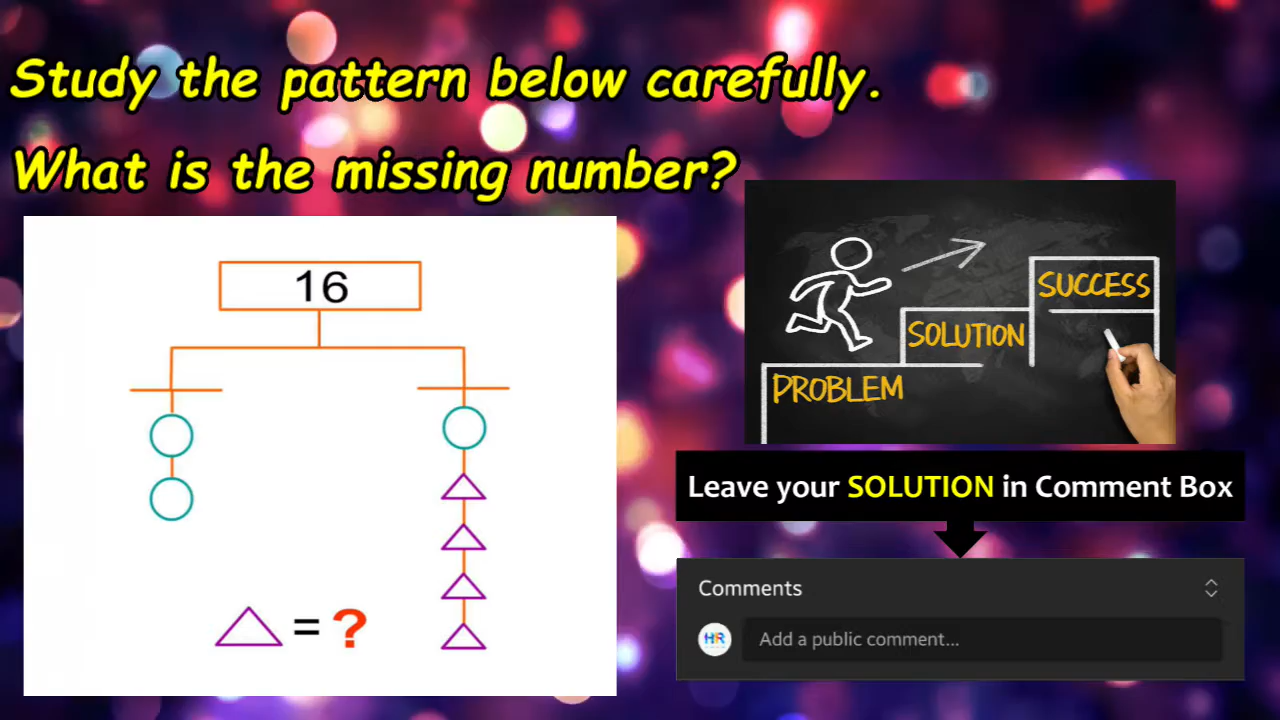 Study the pattern below carefully.
What is the missing number?
16
= ?
SUCCESS
SOLUTION
PROBLEM
Leave your SOLUTION in Comment Box
Comments
HR
Add a public comment...